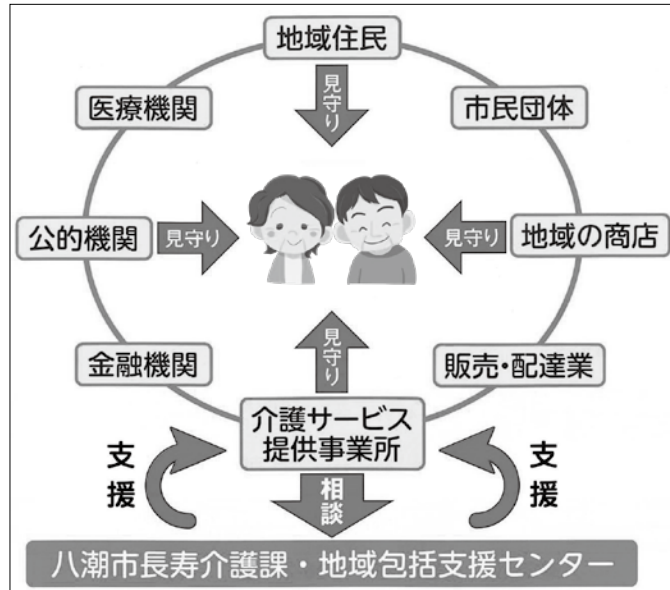 地域住民
見守り
医療機関
市民団体
公的機関
見守り
見守り
地域の商店
金融機関
見守り
販売・配達業
介護サービス
提供事業所
支援
相談
支援
八潮市長寿介護課・地域包括支援センター